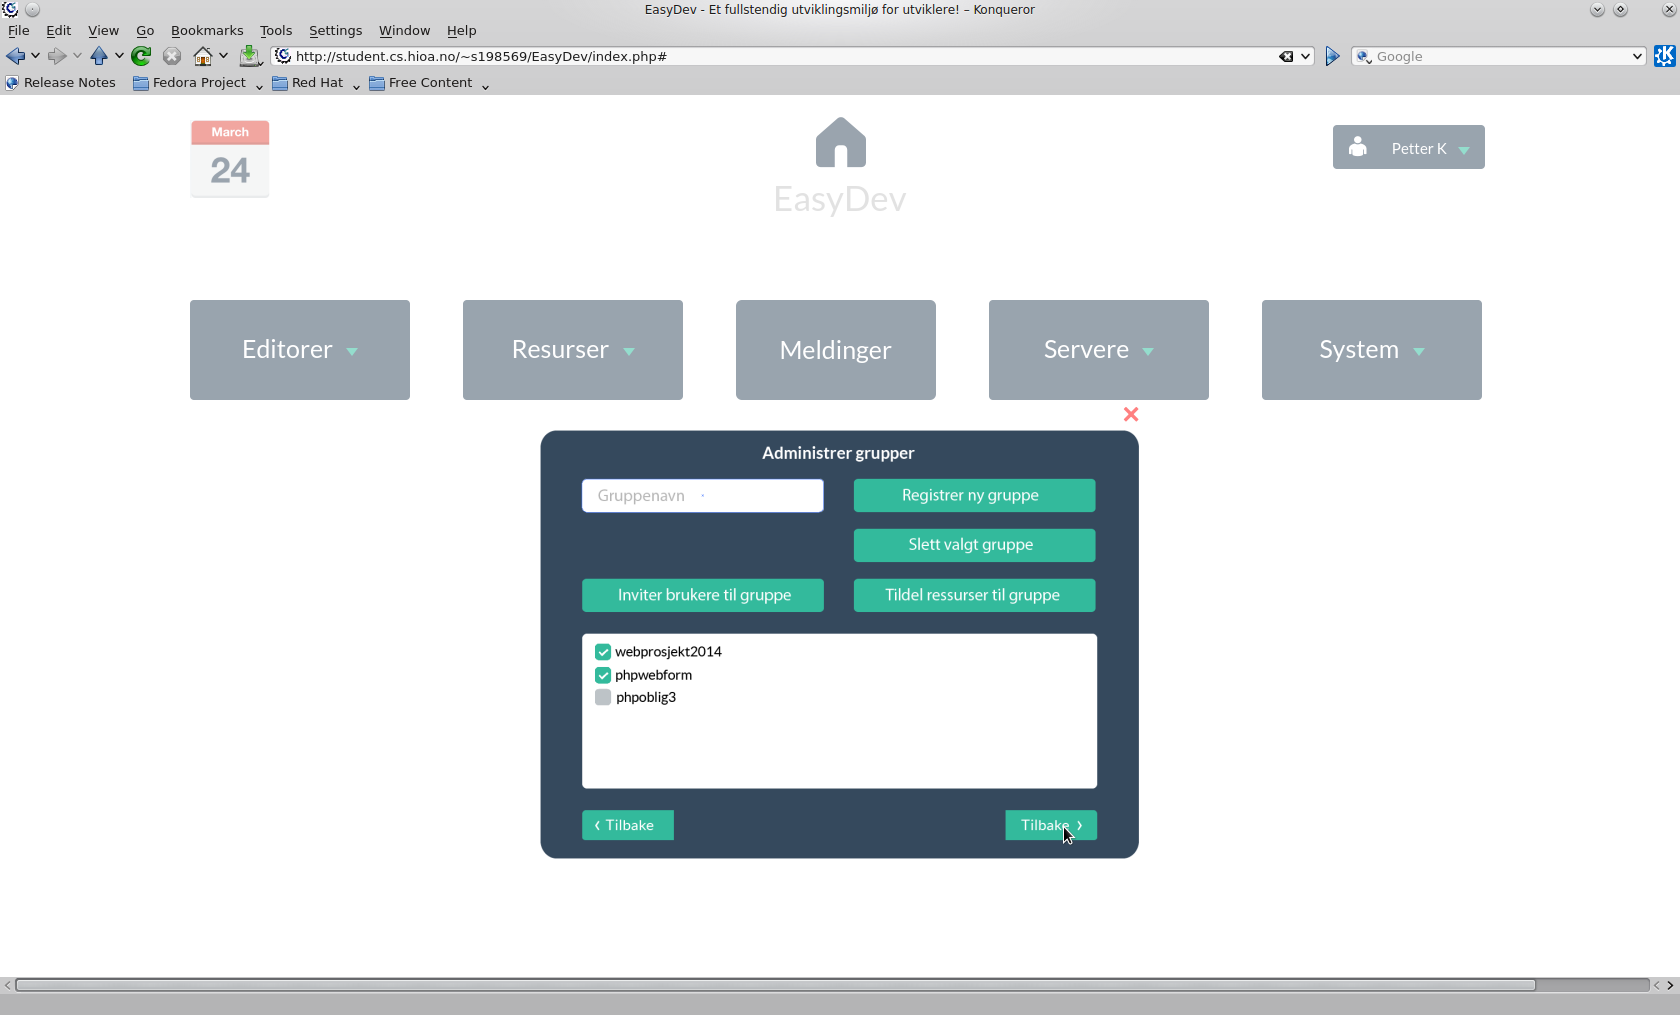 EasyDev - Et fullstendig utviklingsmiljø for utviklere! – Konqueror
File Edit View Go Bookmarks Tools Settings Window Help
http://student.cs.hioa.no/~s198569/EasyDev/index.php#
Google
Release Notes Fedora Project Red Hat Free Content
March
24
EasyDev
Petter K
Editorer
Resurser
Meldinger
Servere
System
Administrer grupper
Gruppenavn
Registrer ny gruppe
Slett valgt gruppe
Inviter brukere til gruppe
Tildel ressurser til gruppe
webprosjekt2014
phpwebform
phpoblig3
‹ Tilbake
Tilbake ›